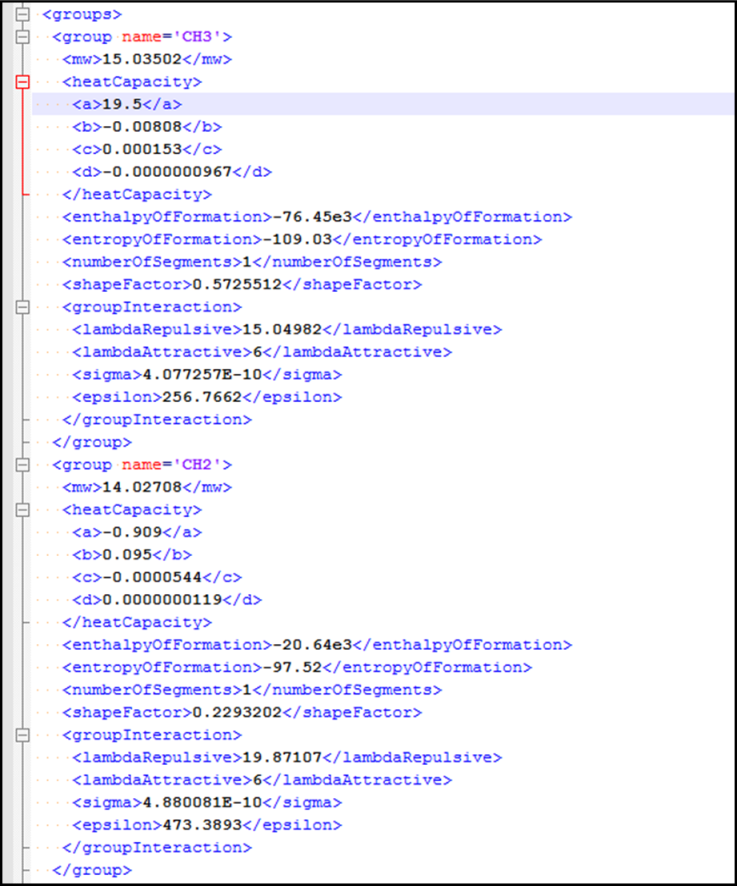 <groups>
<group name='CH3'>
<mw>15.03502</mw>
<heatCapacity>
<a>19.5</a>
<b>-0.00808</b>
<c>0.000153</c>
<d>-0.0000000967</d>
</heatCapacity>
<enthalpyOfFormation>-76.45e3</enthalpyOfFormation>
<entropyOfFormation>-109.03</entropyOfFormation>
<numberOfSegments>1</numberOfSegments>
<shapeFactor>0.5725512</shapeFactor>
<groupInteraction>
<lambdaRepulsive>15.04982</lambdaRepulsive>
<lambdaAttractive>6</lambdaAttractive>
<sigma>4.077257E-10</sigma>
<epsilon>256.7662</epsilon>
</groupInteraction>
</group>
<group name='CH2'>
<mw>14.02708</mw>
<heatCapacity>
<a>-0.909</a>
<b>0.095</b>
<c>-0.0000544</c>
<d>0.0000000119</d>
</heatCapacity>
<enthalpyOfFormation>-20.64e3</enthalpyOfFormation>
<entropyOfFormation>-97.52</entropyOfFormation>
<numberOfSegments>1</numberOfSegments>
<shapeFactor>0.2293202</shapeFactor>
<groupInteraction>
<lambdaRepulsive>19.87107</lambdaRepulsive>
<lambdaAttractive>6</lambdaAttractive>
<sigma>4.880081E-10</sigma>
<epsilon>473.3893</epsilon>
</groupInteraction>
</group>